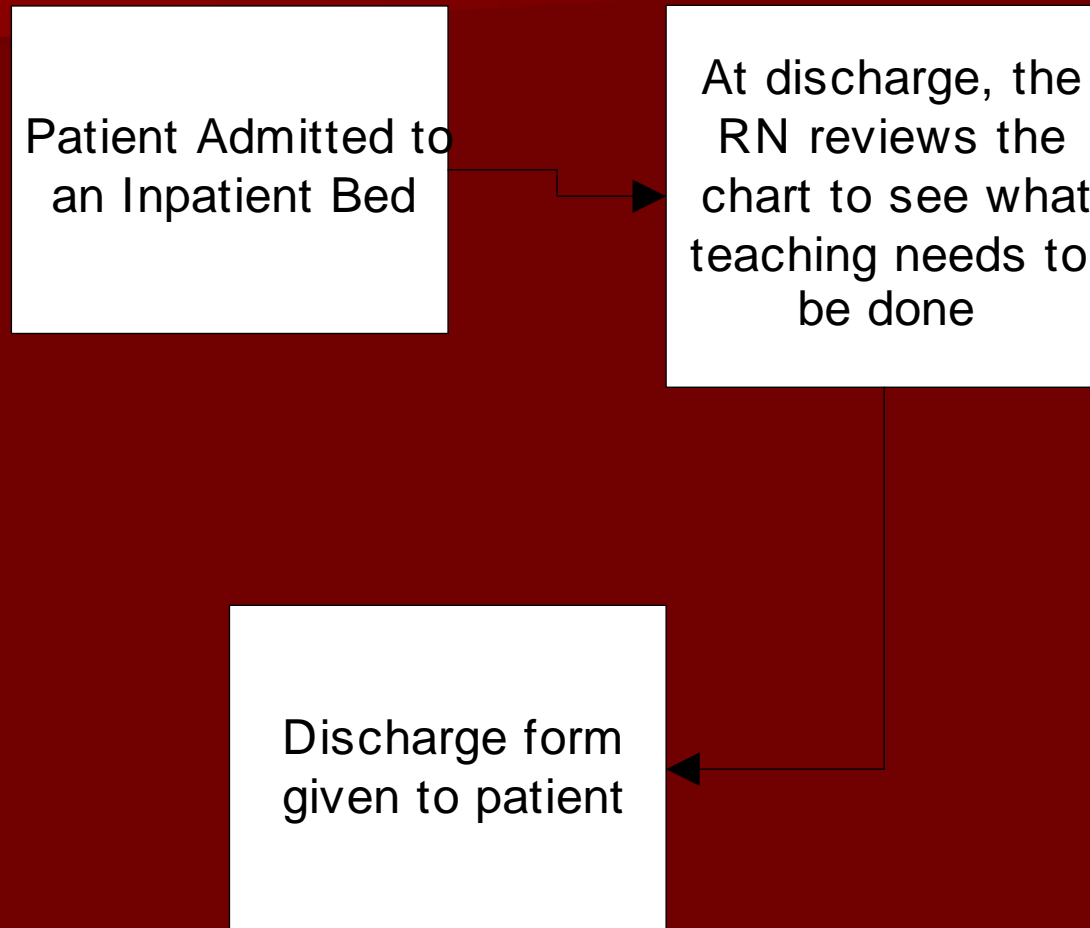 Patient Admitted to
an Inpatient Bed
At discharge, the
RN reviews the
chart to see what
teaching needs to
be done
Discharge form
given to patient